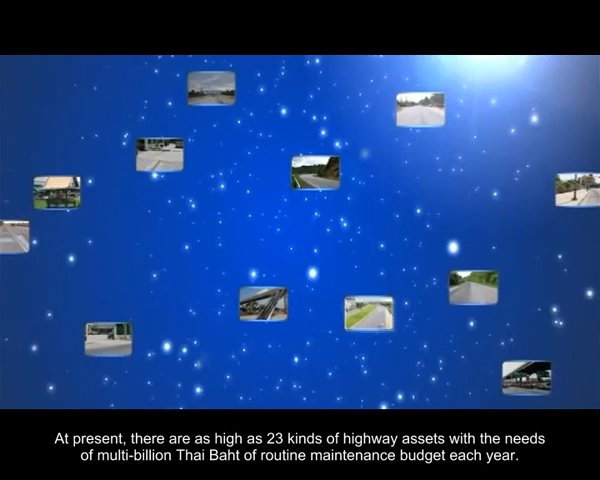 At present, there are as high as 23 kinds of highway assets with the needs
of multi-billion Thai Baht of routine maintenance budget each year.